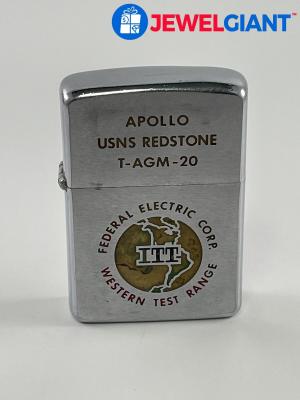 JEWELGIANT
APOLLO
USNS REDSTONE
T-AGM-20
FEDERAL ELECTRIC CORP.
ITT
WESTERN TEST RANGE